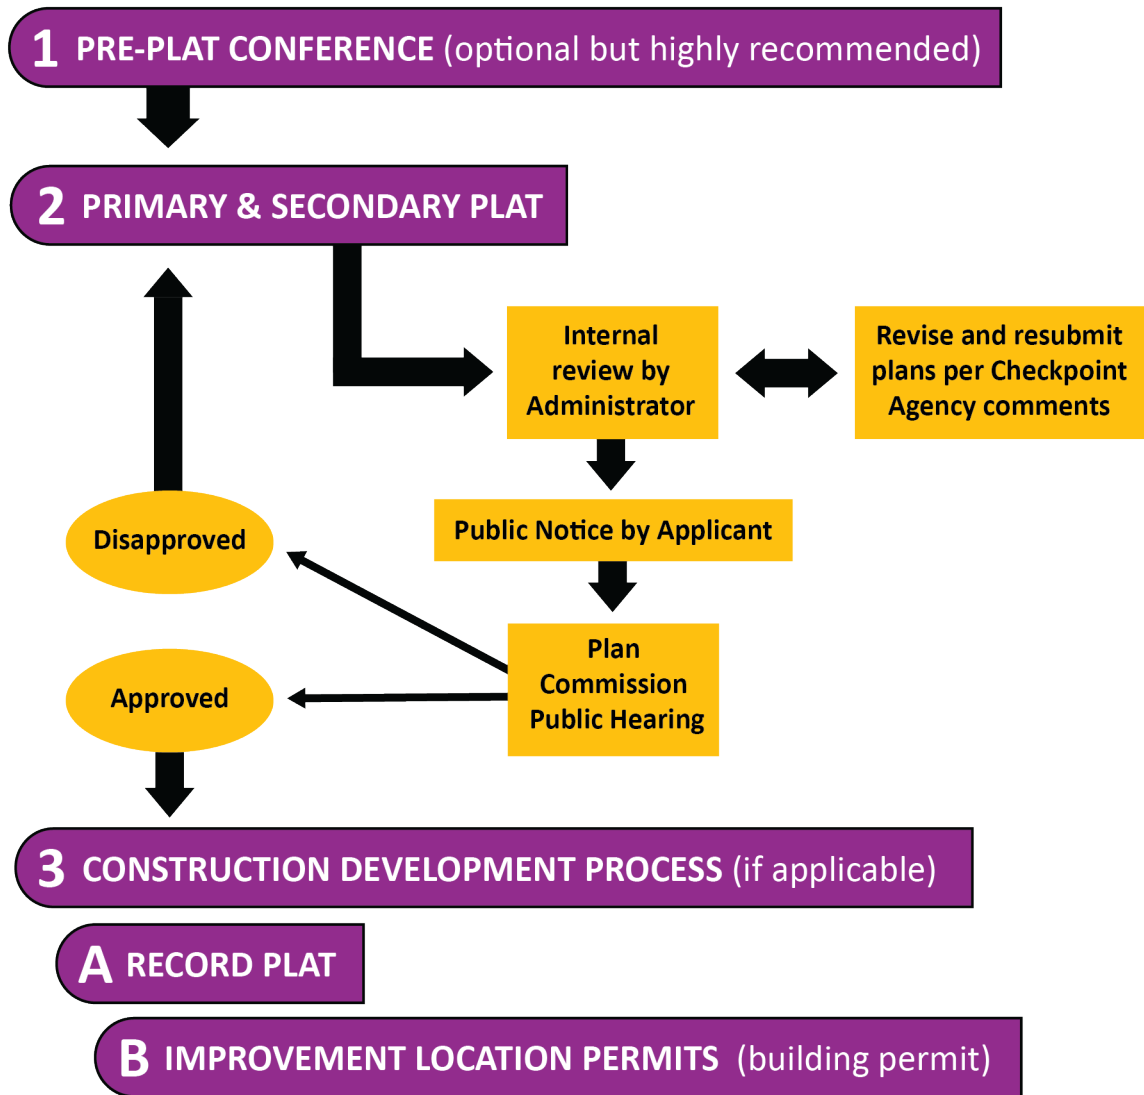 1 PRE-PLAT CONFERENCE (optional but highly recommended)
2 PRIMARY & SECONDARY PLAT
Internal
review by
Administrator
Revise and resubmit
plans per Checkpoint
Agency comments
Public Notice by Applicant
Disapproved
Plan
Commission
Public Hearing
Approved
3 CONSTRUCTION DEVELOPMENT PROCESS (if applicable)
A RECORD PLAT
B IMPROVEMENT LOCATION PERMITS (building permit)